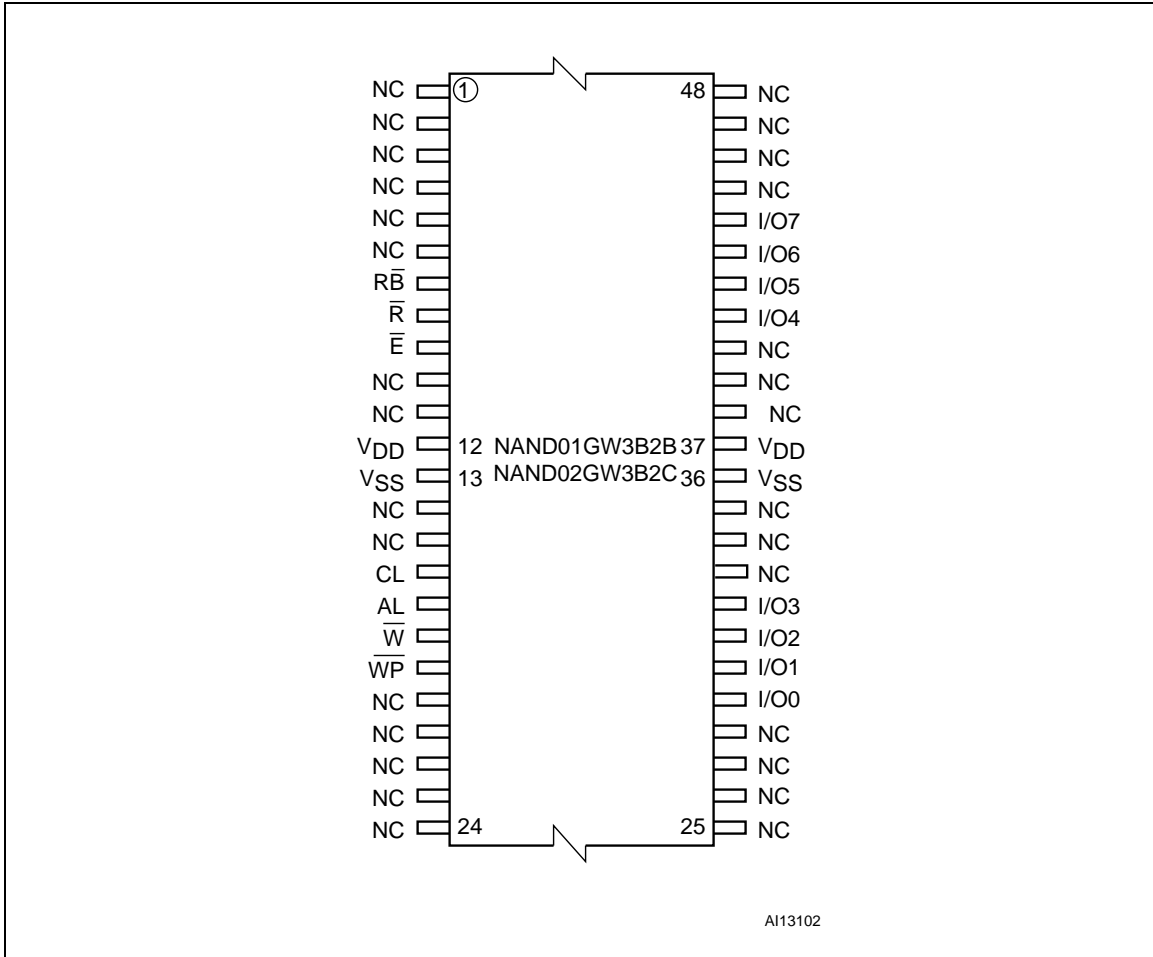 NC 1 48 NC
NC NC
NC NC
NC NC
NC I/O7
NC I/O6
RB̅ I/O5
R̅ I/O4
E̅ NC
NC NC
NC NC
VDD 12 NAND01GW3B2B 37 VDD
VSS 13 NAND02GW3B2C 36 VSS
NC NC
NC NC
CL NC
AL I/O3
W̅ I/O2
W̅P̅ I/O1
NC I/O0
NC NC
NC NC
NC NC
NC 24 25 NC
AI13102